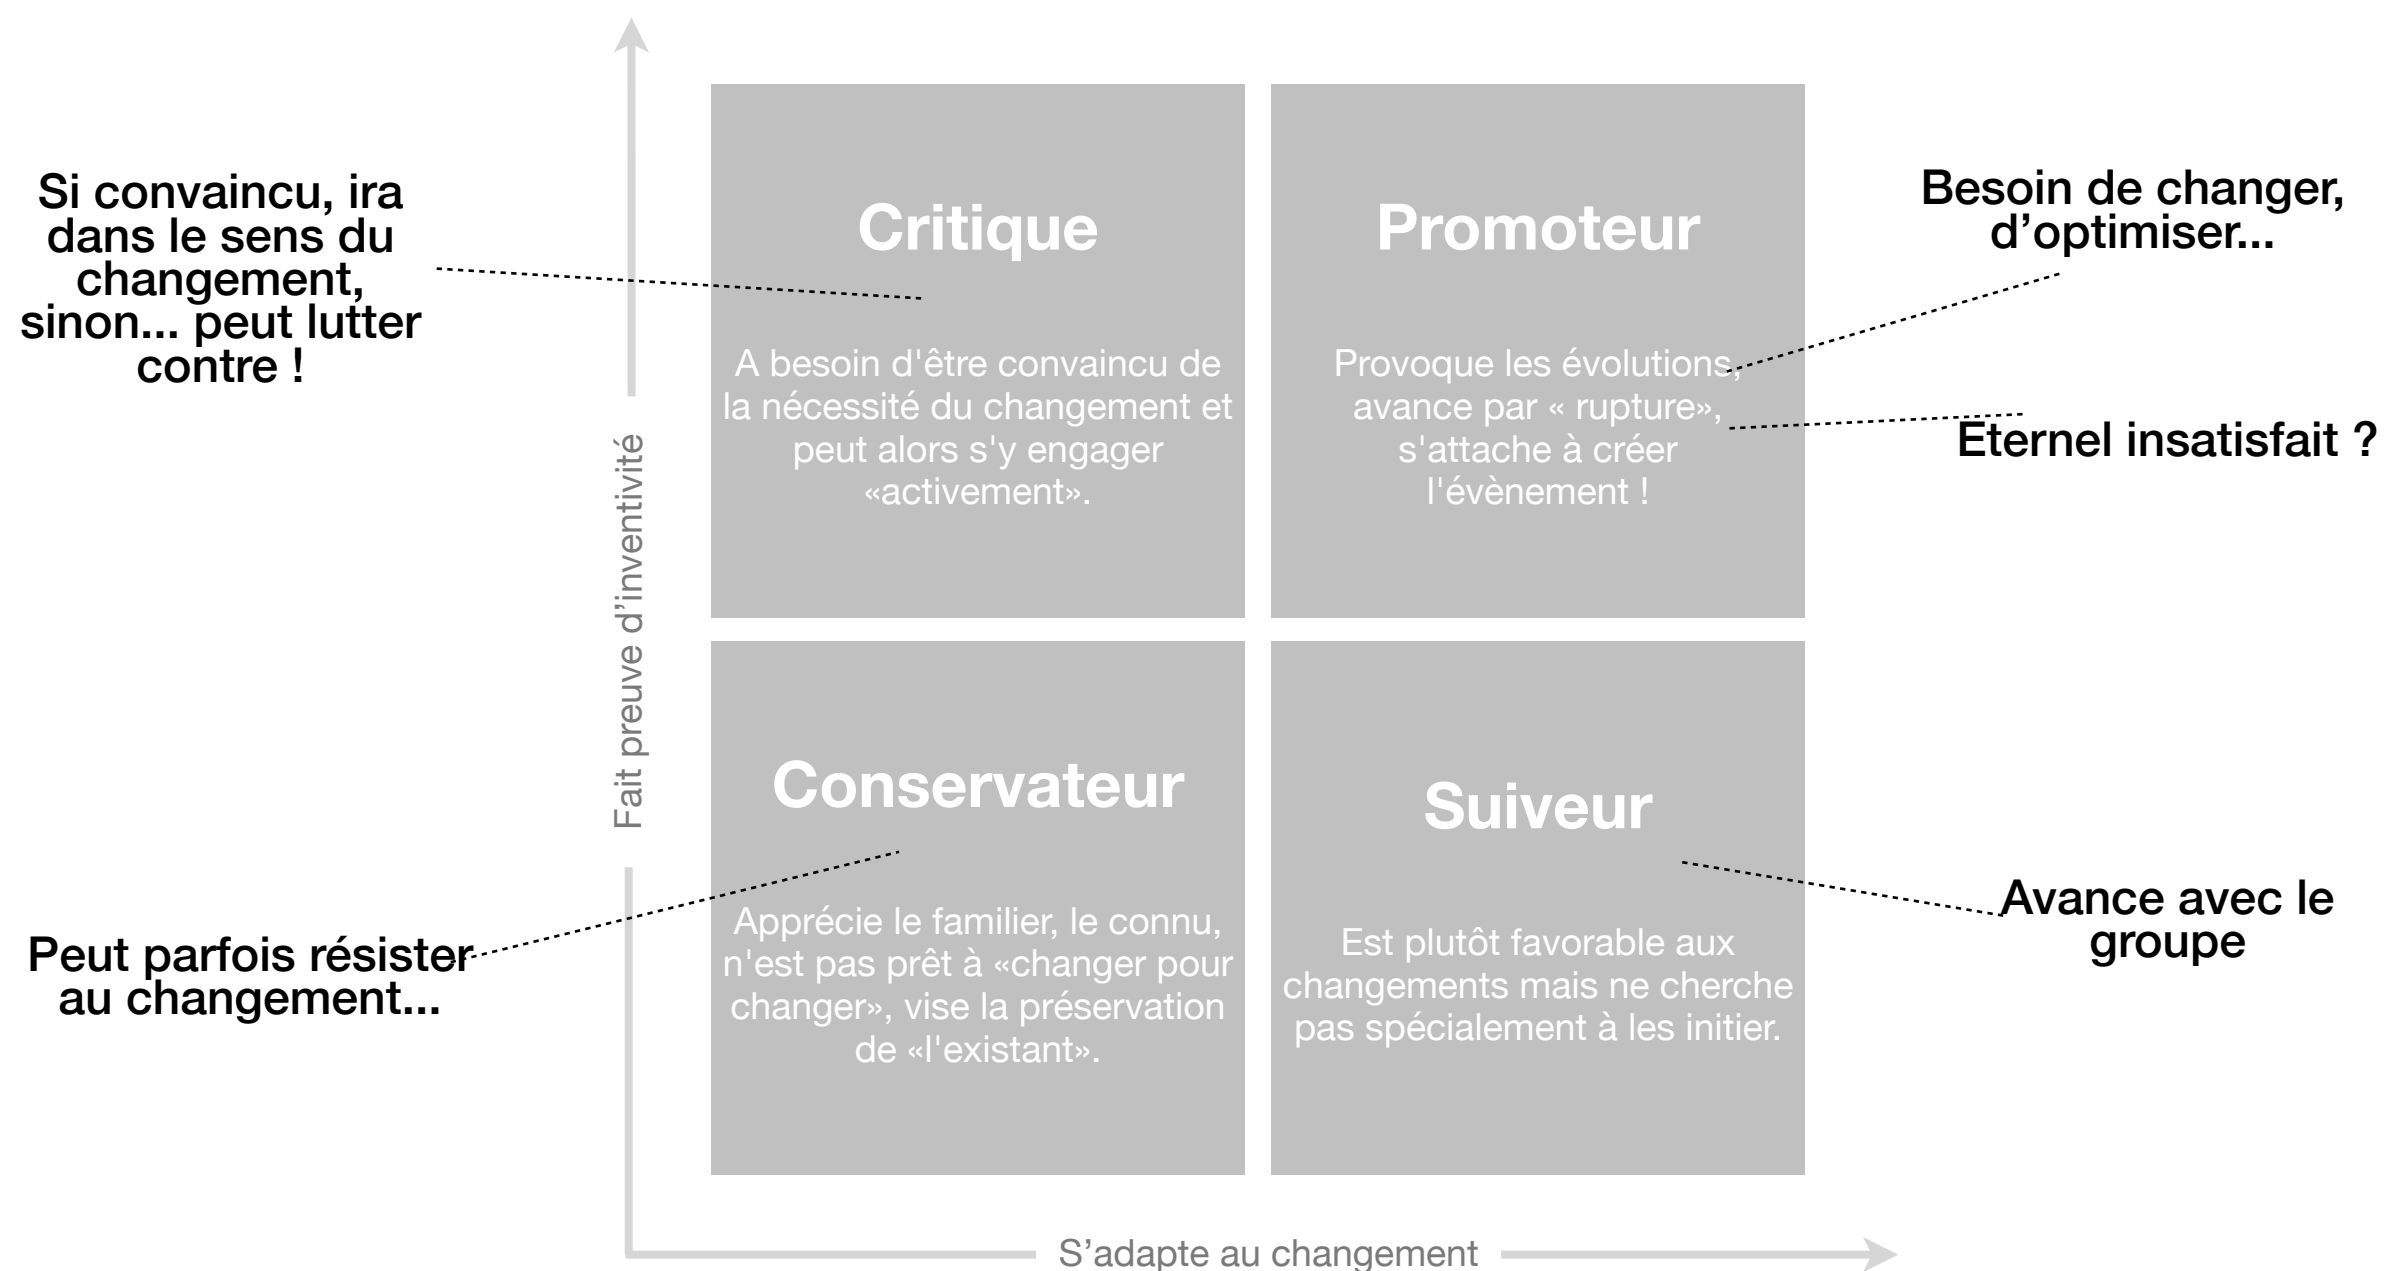 Si convaincu, ira
dans le sens du
changement,
sinon... peut lutter
contre !
Critique
A besoin d'être convaincu de
la nécessité du changement et
peut alors s'y engager
«activement».
Promoteur
Provoque les évolutions,
avance par « rupture»,
s'attache à créer
l'évènement !
Besoin de changer,
d’optimiser...
Eternel insatisfait ?
Fait preuve d’inventivité
Peut parfois résister
au changement...
Conservateur
Apprécie le familier, le connu,
n'est pas prêt à «changer pour
changer», vise la préservation
de «l'existant».
Suiveur
Est plutôt favorable aux
changements mais ne cherche
pas spécialement à les initier.
Avance avec le
groupe
S’adapte au changement